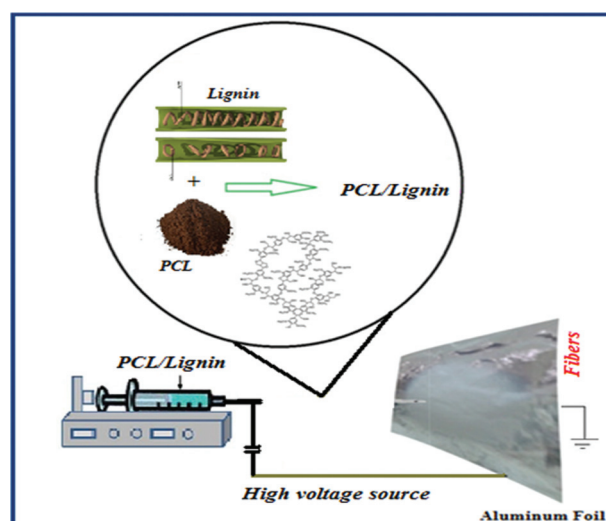 Lignin
+
PCL/Lignin
PCL
PCL/Lignin
Fibers
High voltage source
Aluminum Foil